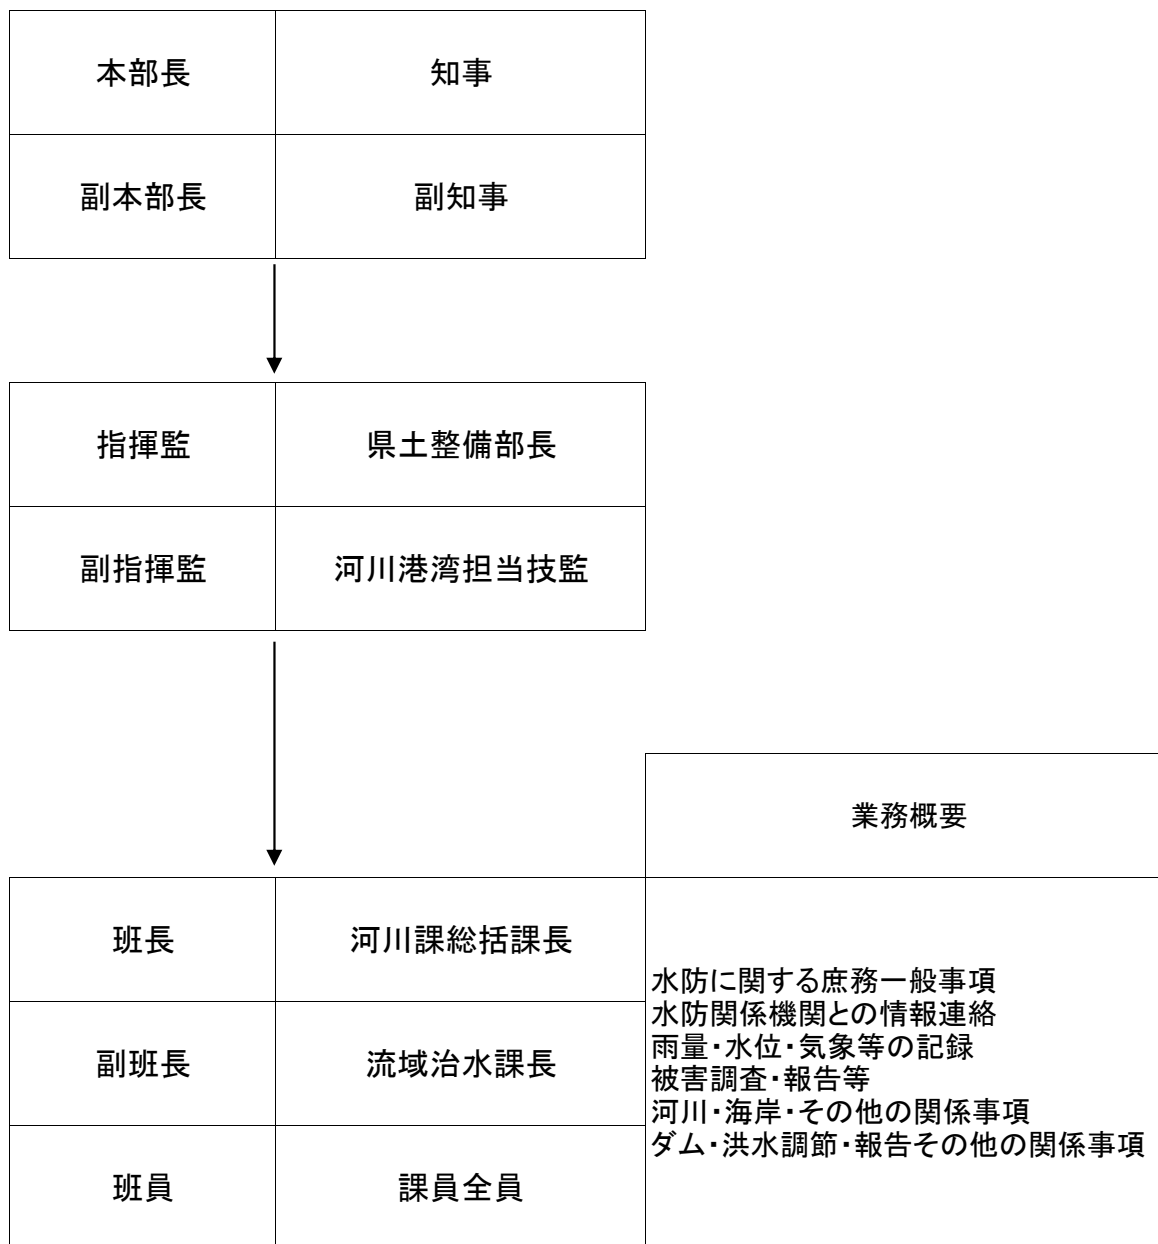 本部長 知事
副本部長 副知事
指揮監 県土整備部長
副指揮監 河川港湾担当技監
業務概要
班長 河川課総括課長
副班長 流域治水課長
班員 課員全員
水防に関する庶務一般事項
水防関係機関との情報連絡
雨量・水位・気象等の記録
被害調査・報告等
河川・海岸・その他の関係事項
ダム・洪水調節・報告その他の関係事項